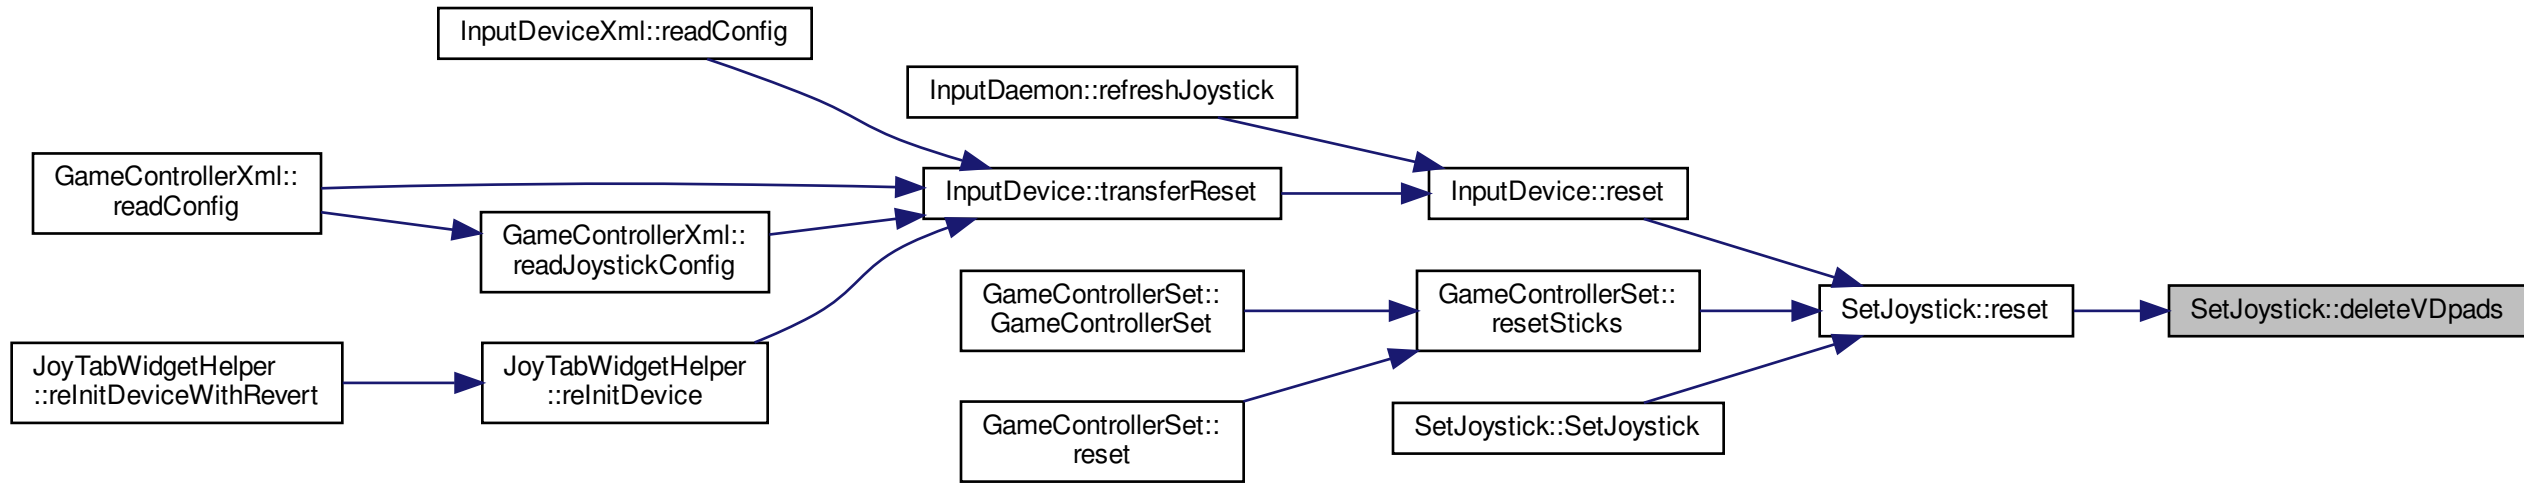 InputDeviceXml::readConfig
InputDaemon::refreshJoystick
GameControllerXml::
readConfig
InputDevice::transferReset
InputDevice::reset
GameControllerXml::
readJoystickConfig
GameControllerSet::
GameControllerSet
GameControllerSet::
resetSticks
SetJoystick::reset
SetJoystick::deleteVDpads
JoyTabWidgetHelper
::reInitDeviceWithRevert
JoyTabWidgetHelper
::reInitDevice
GameControllerSet::
reset
SetJoystick::SetJoystick